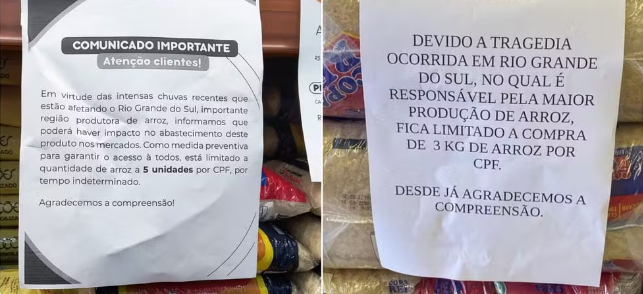 COMUNICADO IMPORTANTE
Atenção clientes!
Em virtude das intensas chuvas recentes que
estão afetando o Rio Grande do Sul, importante
região produtora de arroz, informamos que
poderá haver impacto no abastecimento deste
produto nos mercados. Como medida preventiva
para garantir o acesso à todos, está limitado a
quantidade de arroz a 5 unidades por CPF, por
tempo indeterminado.
Agradecemos a compreensão!
DEVIDO A TRAGEDIA
OCORRIDA EM RIO GRANDE
DO SUL, NO QUAL É
RESPONSÁVEL PELA MAIOR
PRODUÇÃO DE ARROZ,
FICA LIMITADO A COMPRA
DE 3 KG DE ARROZ POR
CPF.
DESDE JÁ AGRADECEMOS A
COMPREENSÃO.